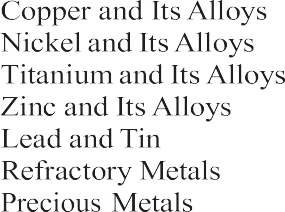 Copper and Its Alloys
Nickel and Its Alloys
Titanium and Its Alloys
Zinc and Its Alloys
Lead and Tin
Refractory Metals
Precious Metals